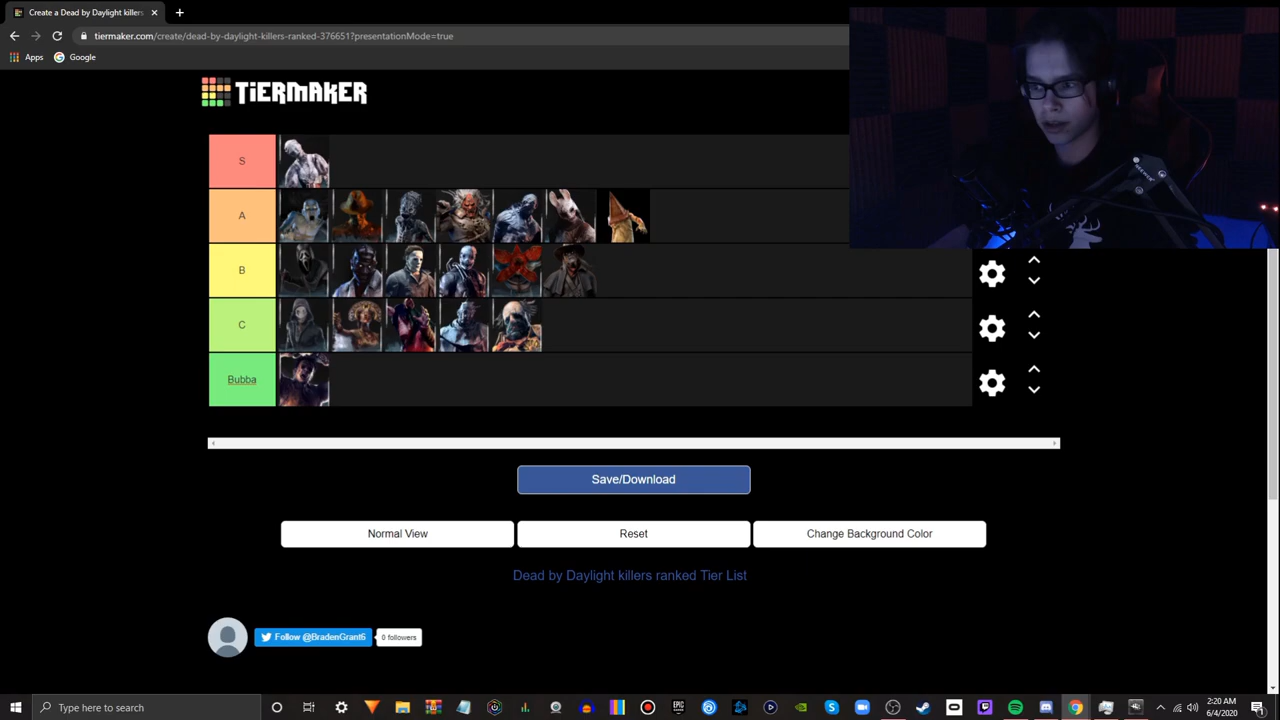 Create a Dead by Daylight killers
tiermaker.com/create/dead-by-daylight-killers-ranked-376651?presentationMode=true
Apps
Google
TIERMAKER
S
A
B
C
Bubba
Save/Download
Normal View
Reset
Change Background Color
Dead by Daylight killers ranked Tier List
Follow @BradenGrant6
0 followers
Type here to search
EPIC
2:20 AM
6/4/2020